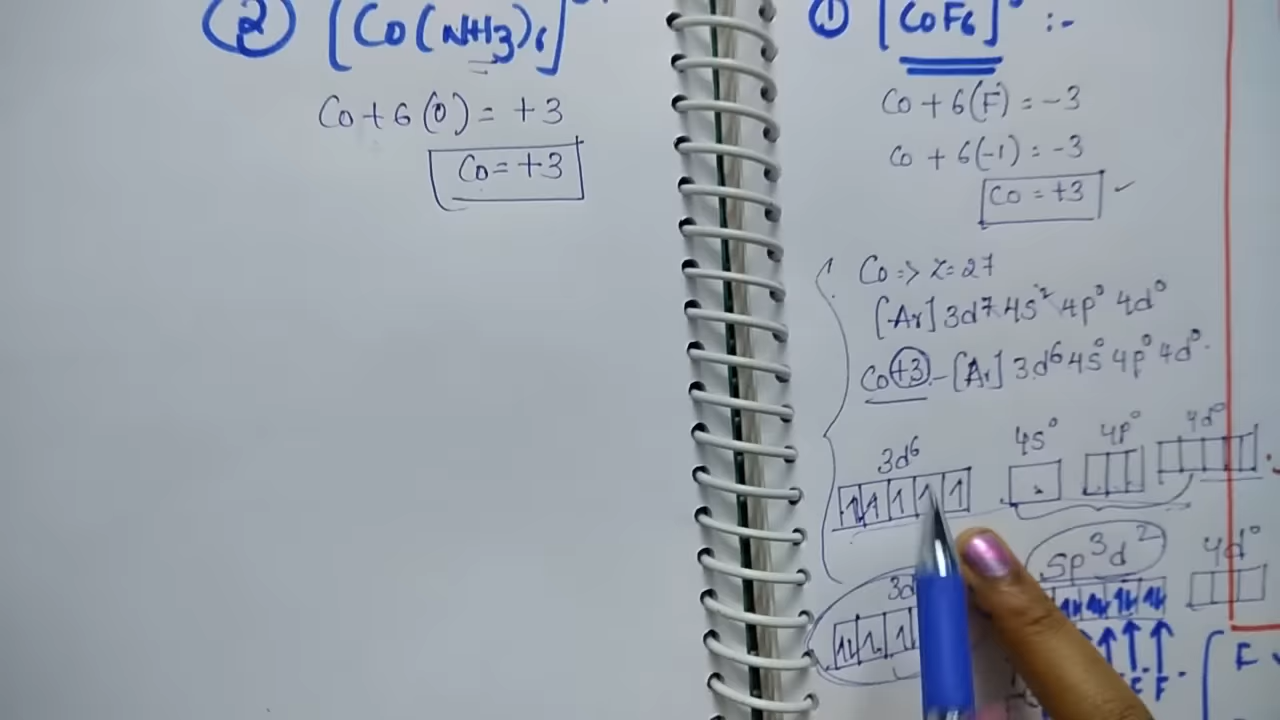 ② [Co(NH3)6]
Co + 6(0) = +3
Co = +3
① [CoF6] :-
Co + 6(F) = -3
Co + 6(-1) = -3
Co = +3 ✓
Co => Z = 27
[Ar] 3d7 4s2 4p0 4d0
Co+3 - [Ar] 3d6 4s0 4p0 4d0
3d6 4s0 4p0 4d0
3d sp3d2 4d0
F F